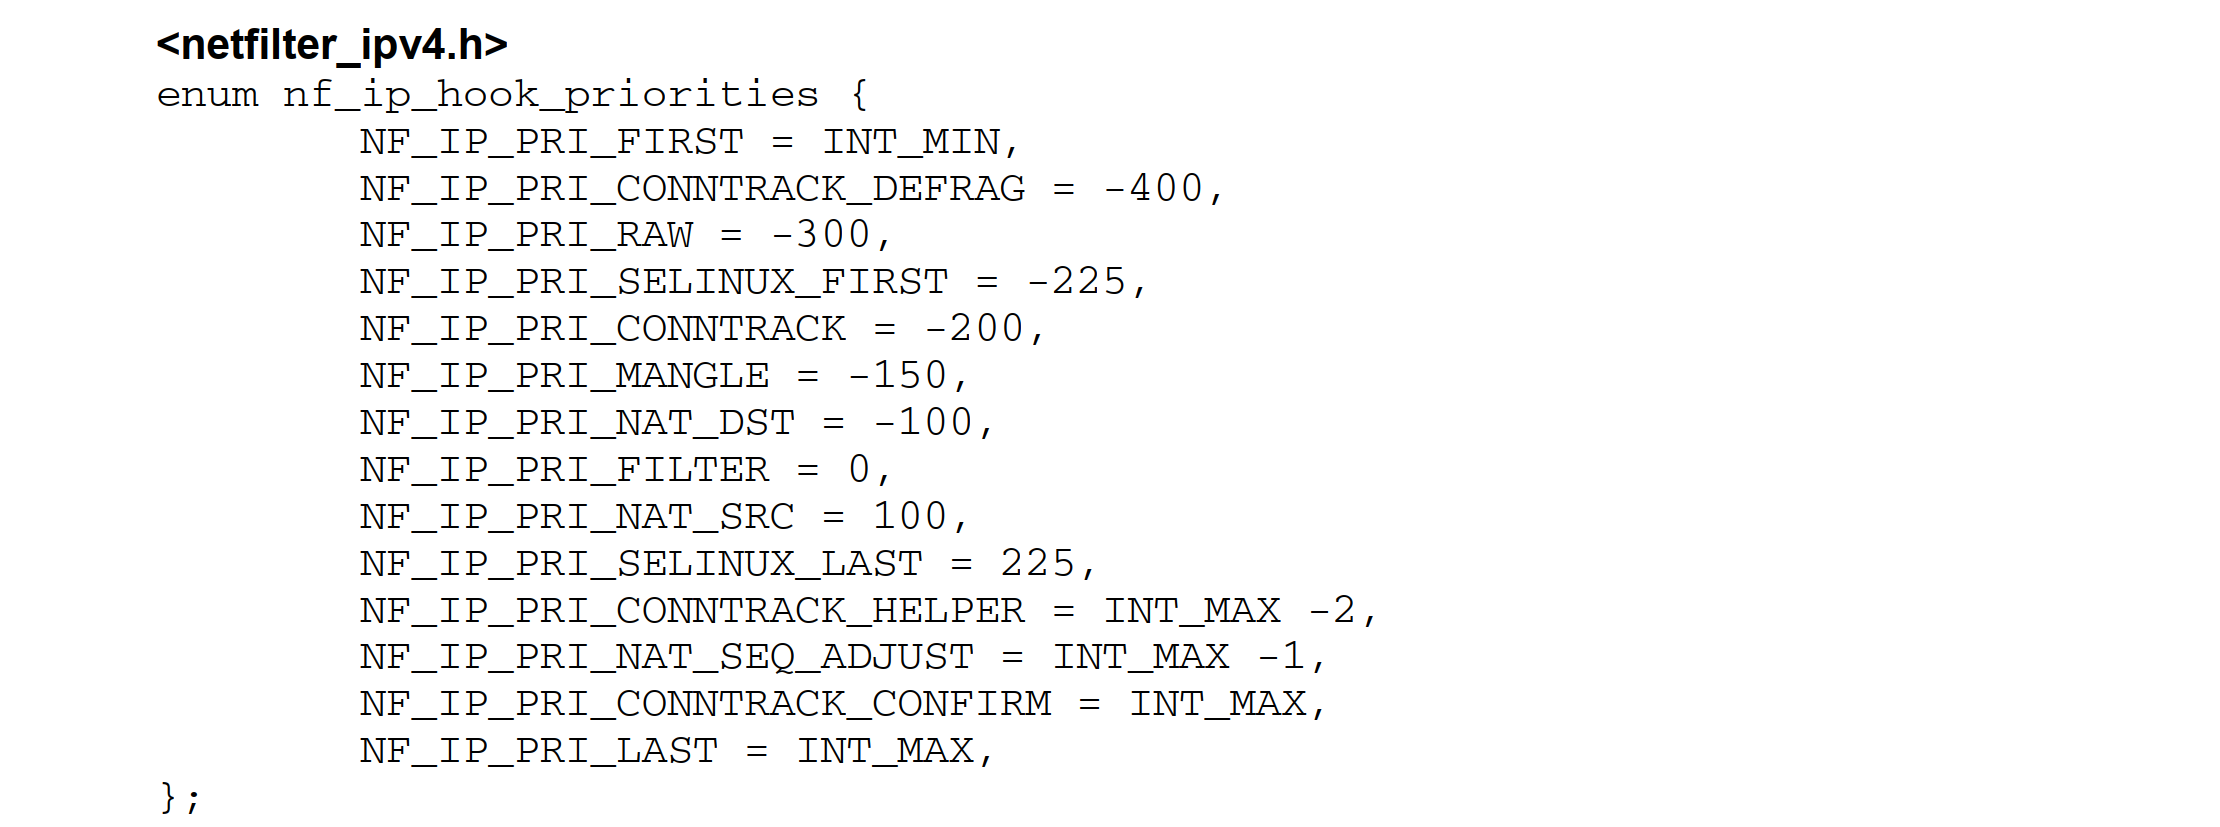 <netfilter_ipv4.h>
enum nf_ip_hook_priorities {
NF_IP_PRI_FIRST = INT_MIN,
NF_IP_PRI_CONNTRACK_DEFRAG = -400,
NF_IP_PRI_RAW = -300,
NF_IP_PRI_SELINUX_FIRST = -225,
NF_IP_PRI_CONNTRACK = -200,
NF_IP_PRI_MANGLE = -150,
NF_IP_PRI_NAT_DST = -100,
NF_IP_PRI_FILTER = 0,
NF_IP_PRI_NAT_SRC = 100,
NF_IP_PRI_SELINUX_LAST = 225,
NF_IP_PRI_CONNTRACK_HELPER = INT_MAX -2,
NF_IP_PRI_NAT_SEQ_ADJUST = INT_MAX -1,
NF_IP_PRI_CONNTRACK_CONFIRM = INT_MAX,
NF_IP_PRI_LAST = INT_MAX,
};